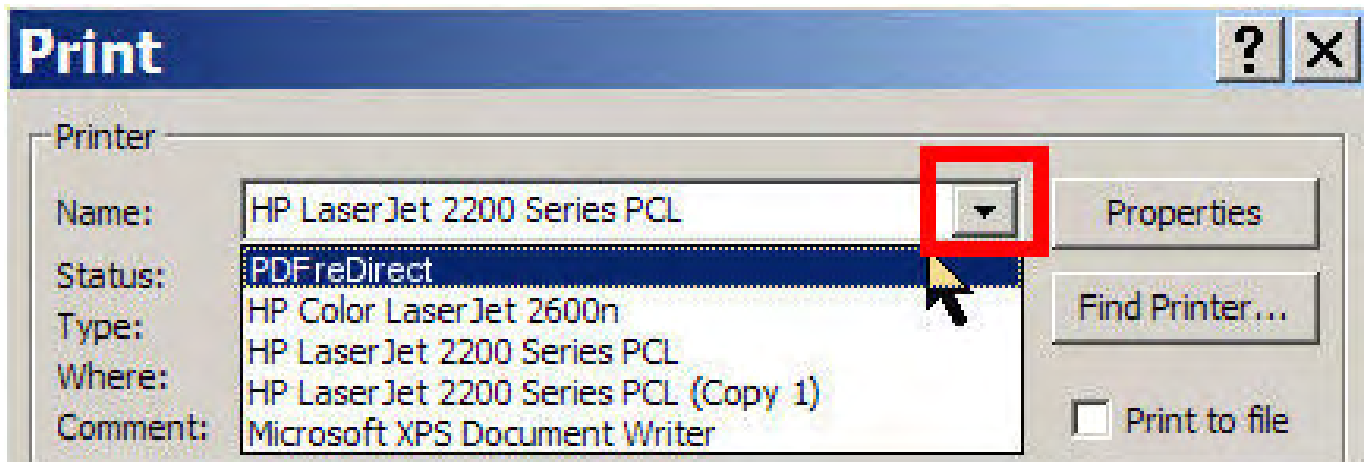 Print ? X
Printer
Name: HP LaserJet 2200 Series PCL Properties
Status: PDFreDirect
HP Color LaserJet 2600n Find Printer...
Type:
HP LaserJet 2200 Series PCL
Where:
HP LaserJet 2200 Series PCL (Copy 1)
Comment: Microsoft XPS Document Writer Print to file